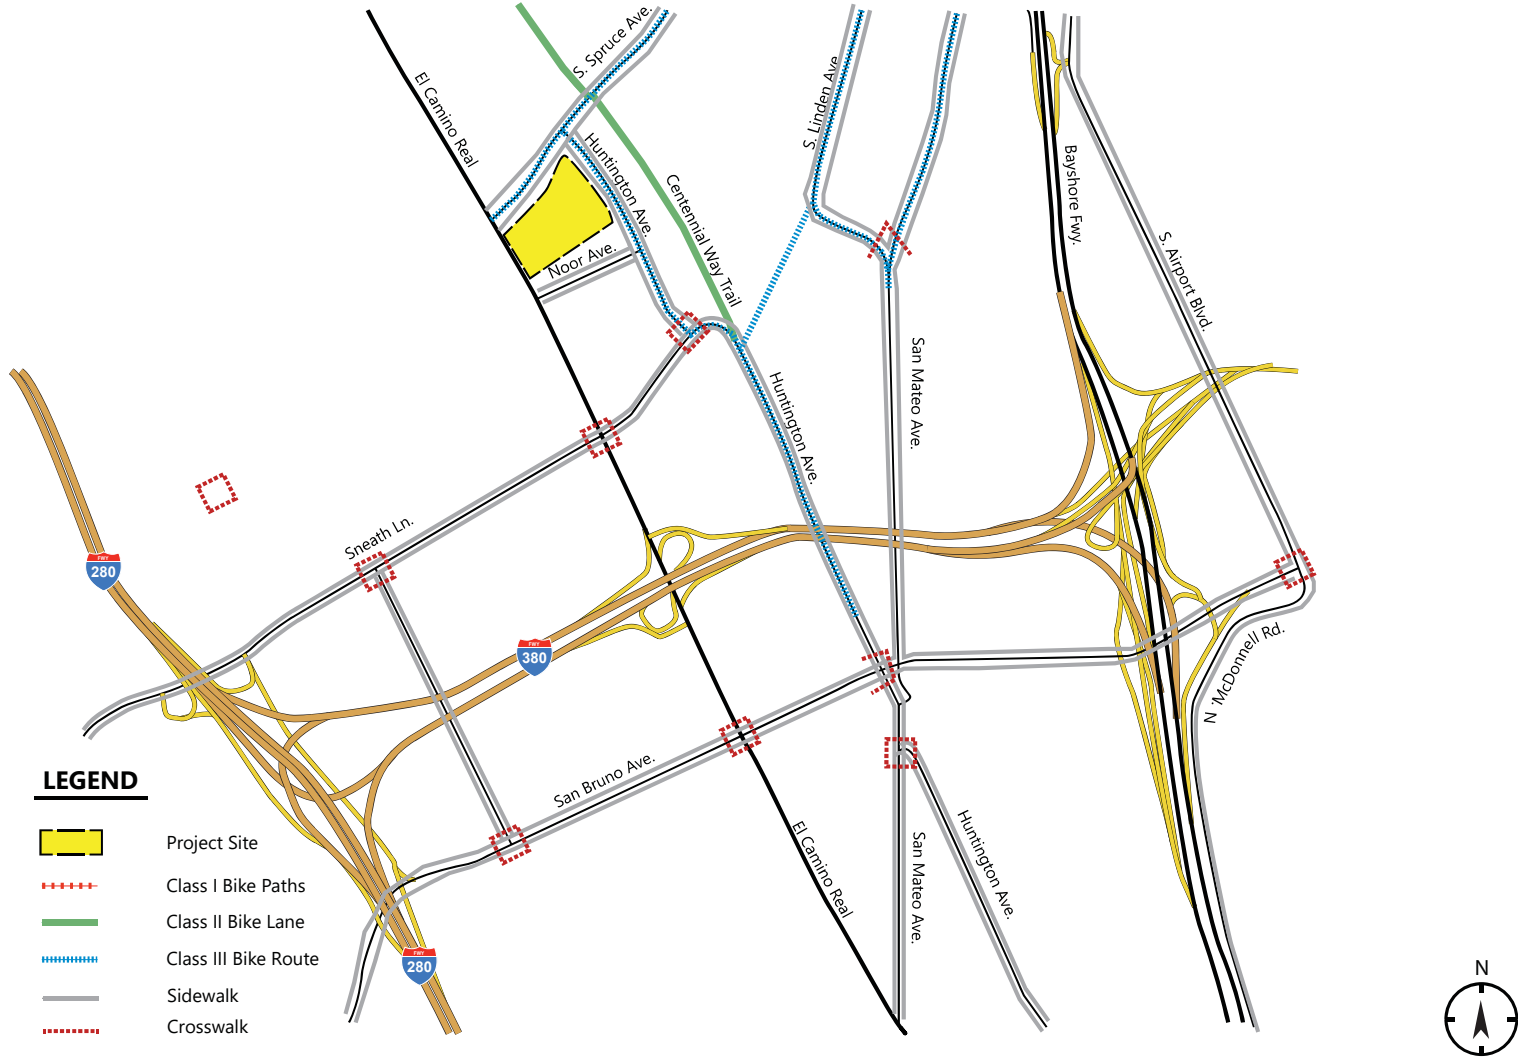 S. Spruce Ave.
El Camino Real
Huntington Ave.
Centennial Way Trail
Noor Ave.
S. Linden Ave
Bayshore Fwy.
S. Airport Blvd.
San Mateo Ave.
Huntington Ave.
Sneath Ln.
FWY
280
FWY
380
N 'McDonnell Rd.
San Bruno Ave.
El Camino Real
San Mateo Ave.
Huntington Ave.
FWY
280
LEGEND
Project Site
Class I Bike Paths
Class II Bike Lane
Class III Bike Route
Sidewalk
Crosswalk
N